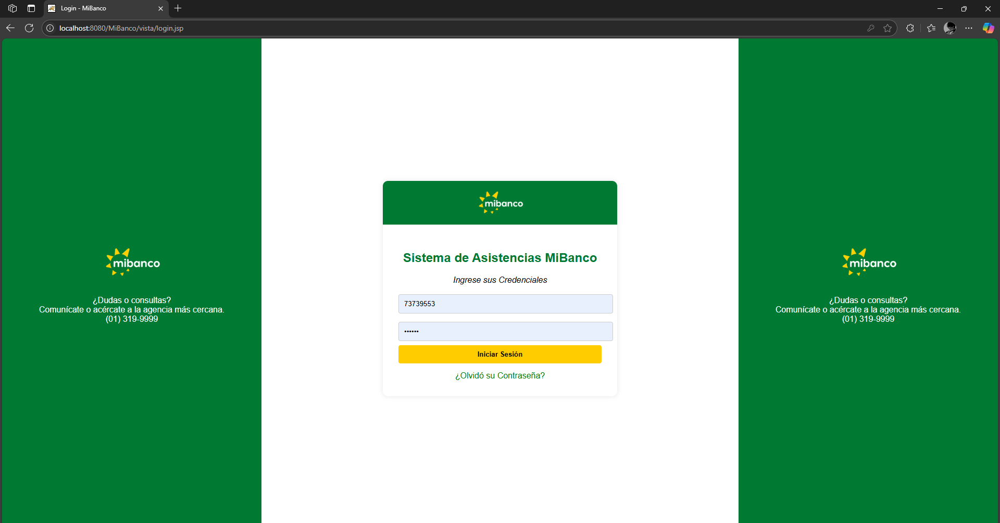 Login - MiBanco
localhost:8080/MiBanco/vista/login.jsp
mibanco
¿Dudas o consultas?
Comunícate o acércate a la agencia más cercana.
(01) 319-9999
mibanco
Sistema de Asistencias MiBanco
Ingrese sus Credenciales
73739553
••••••
Iniciar Sesión
¿Olvidó su Contraseña?
mibanco
¿Dudas o consultas?
Comunícate o acércate a la agencia más cercana.
(01) 319-9999